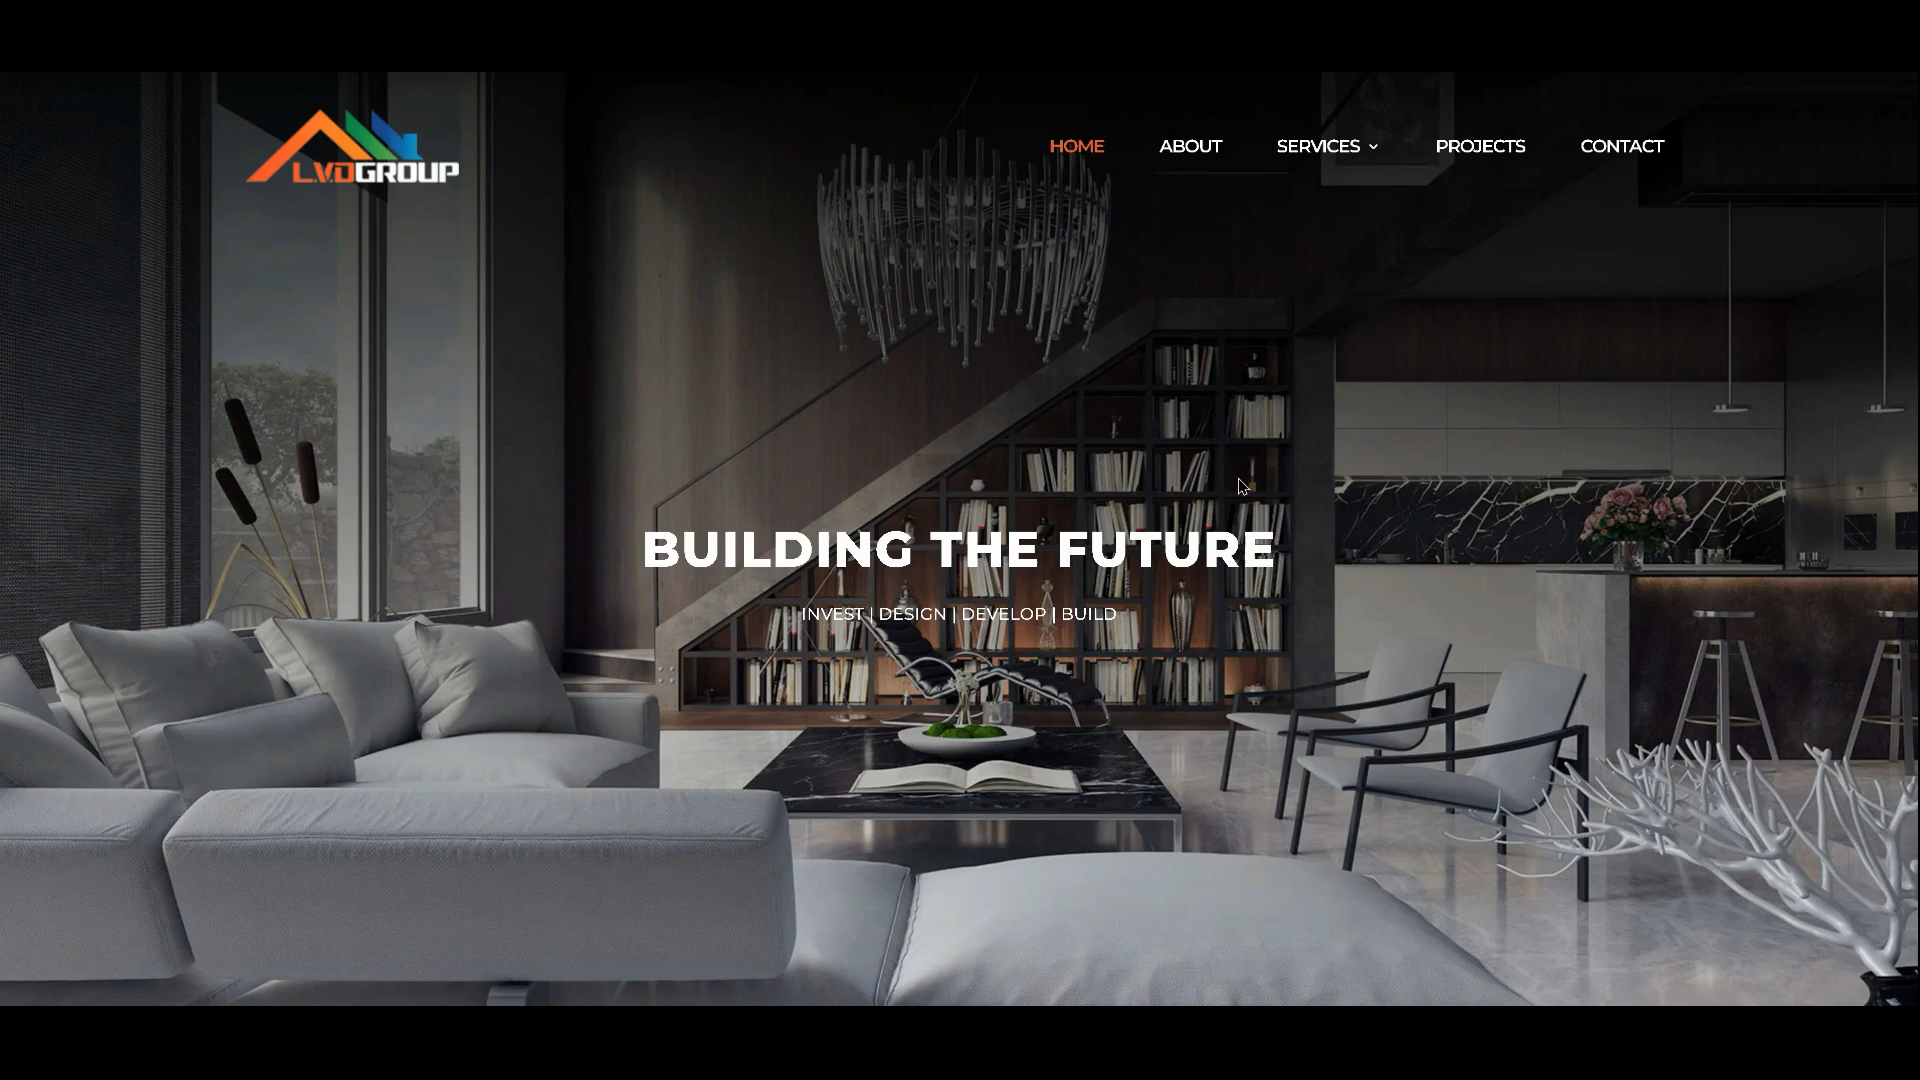 L.V.D GROUP
HOME
ABOUT
SERVICES
PROJECTS
CONTACT
BUILDING THE FUTURE
INVEST | DESIGN | DEVELOP | BUILD